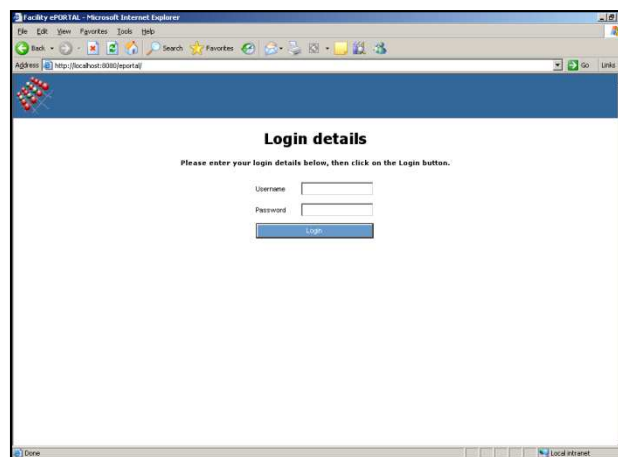 Facility ePORTAL - Microsoft Internet Explorer
File Edit View Favorites Tools Help
Back Search Favorites
Address http://localhost:8080/eportal/ Go Links
Login details
Please enter your login details below, then click on the Login button.
Username
Password
Login
Done Local intranet